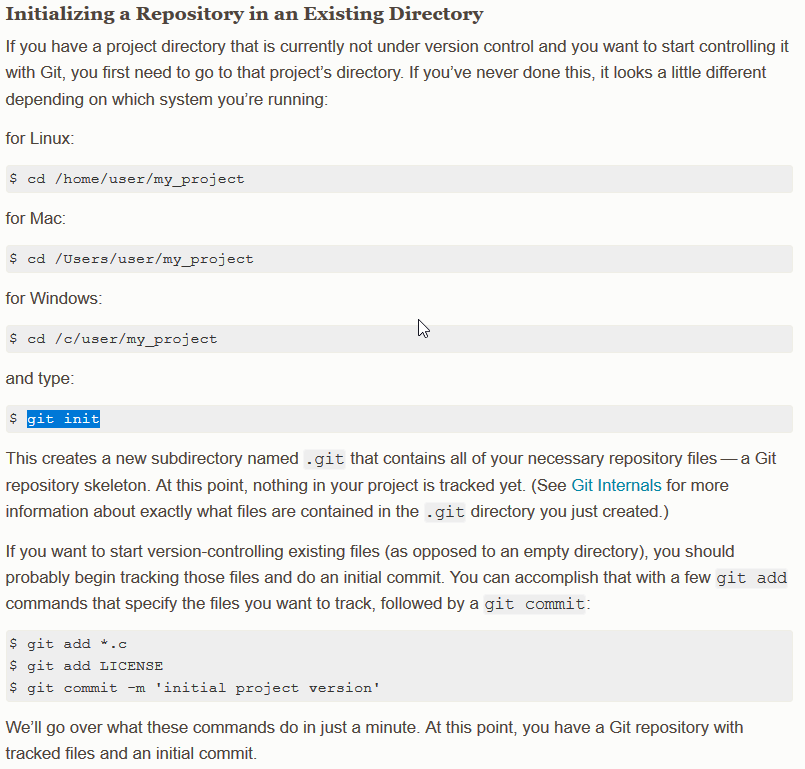 Initializing a Repository in an Existing Directory
If you have a project directory that is currently not under version control and you want to start controlling it
with Git, you first need to go to that project’s directory. If you’ve never done this, it looks a little different
depending on which system you’re running:
for Linux:
$ cd /home/user/my_project
for Mac:
$ cd /Users/user/my_project
for Windows:
$ cd /c/user/my_project
and type:
$ git init
This creates a new subdirectory named .git that contains all of your necessary repository files — a Git
repository skeleton. At this point, nothing in your project is tracked yet. (See Git Internals for more
information about exactly what files are contained in the .git directory you just created.)
If you want to start version-controlling existing files (as opposed to an empty directory), you should
probably begin tracking those files and do an initial commit. You can accomplish that with a few git add
commands that specify the files you want to track, followed by a git commit:
$ git add *.c
$ git add LICENSE
$ git commit -m 'initial project version'
We’ll go over what these commands do in just a minute. At this point, you have a Git repository with
tracked files and an initial commit.